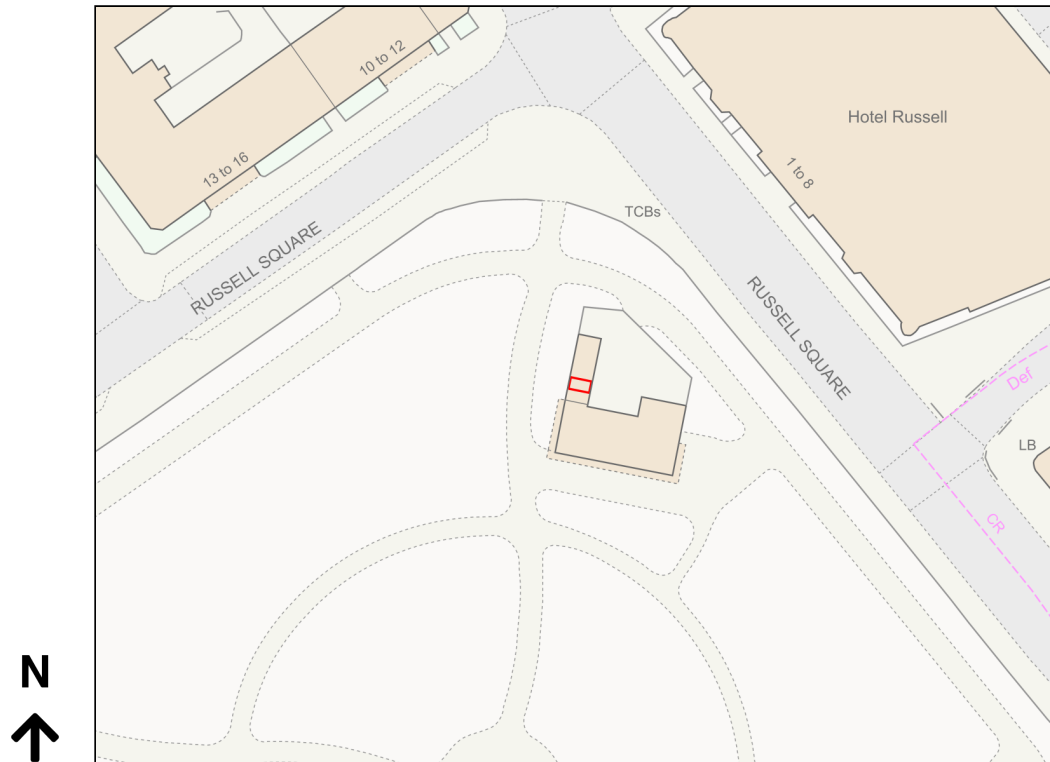 10 to 12
Hotel Russell
13 to 16
1 to 8
TCBs
RUSSELL SQUARE
RUSSELL SQUARE
Def
LB
CR
N